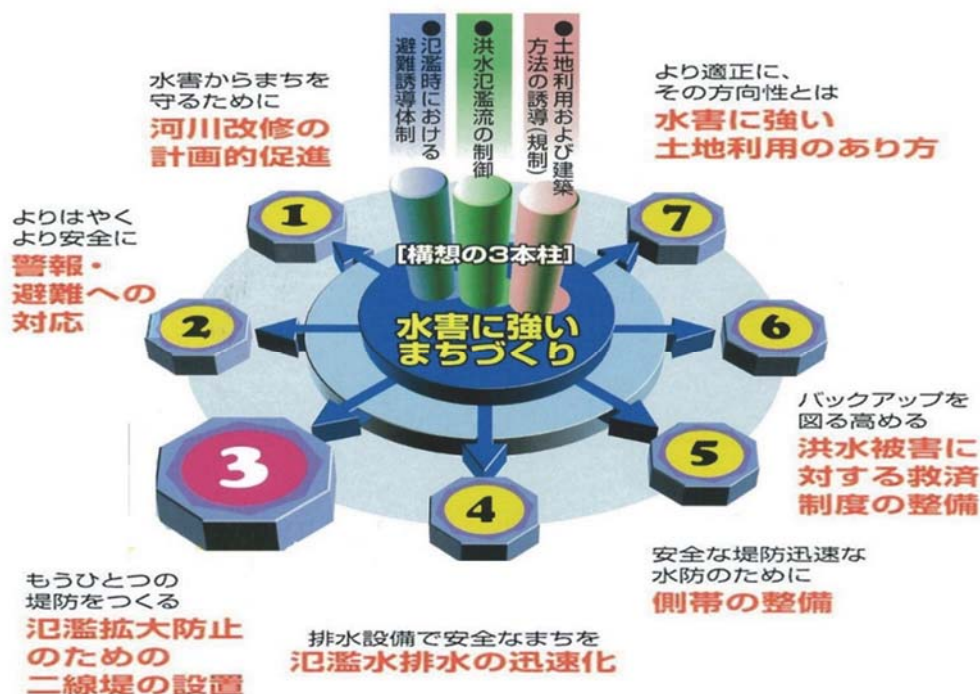 ●氾濫時における
避難誘導体制
●洪水氾濫流の制御
●土地利用および建築
方法の誘導(規制)
水害からまちを
守るために
河川改修の
計画的促進
より適正に、
その方向性とは
水害に強い
土地利用のあり方
1
7
よりはやく
より安全に
警報・
避難への
対応
[構想の3本柱]
水害に強い
まちづくり
2
6
バックアップを
図る高める
洪水被害に
対する救済
制度の整備
3
5
4
安全な堤防迅速な
水防のために
側帯の整備
もうひとつの
堤防をつくる
氾濫拡大防止
のための
二線堤の設置
排水設備で安全なまちを
氾濫水排水の迅速化